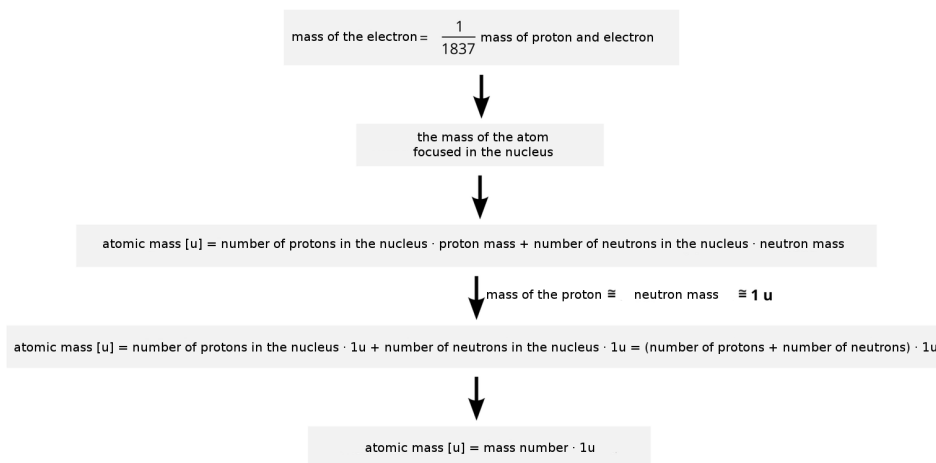 mass of the electron = 1/1837 mass of proton and electron
the mass of the atom
focused in the nucleus
atomic mass [u] = number of protons in the nucleus · proton mass + number of neutrons in the nucleus · neutron mass
mass of the proton ≅ neutron mass ≅ 1 u
atomic mass [u] = number of protons in the nucleus · 1u + number of neutrons in the nucleus · 1u = (number of protons + number of neutrons) · 1u
atomic mass [u] = mass number · 1u